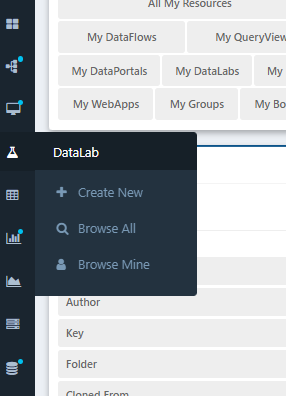 All My Resources
My DataFlows
My QueryView
My DataPortals
My DataLabs
My
My WebApps
My Groups
My Bo
DataLab
Create New
Browse All
Browse Mine
Author
Key
Folder
Cloned From